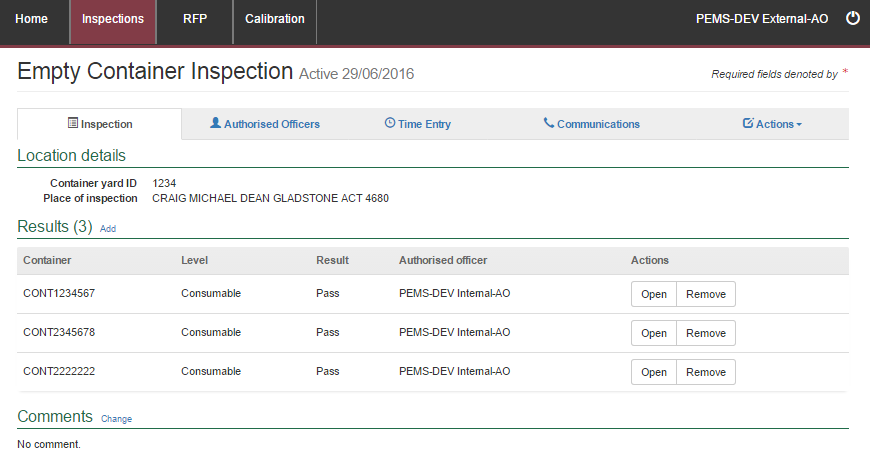 Home Inspections RFP Calibration PEMS-DEV External-AO
Empty Container Inspection Active 29/06/2016 Required fields denoted by *
Inspection Authorised Officers Time Entry Communications Actions
Location details
Container yard ID 1234
Place of inspection CRAIG MICHAEL DEAN GLADSTONE ACT 4680
Results (3) Add
Container Level Result Authorised officer Actions
CONT1234567 Consumable Pass PEMS-DEV Internal-AO Open Remove
CONT2345678 Consumable Pass PEMS-DEV Internal-AO Open Remove
CONT2222222 Consumable Pass PEMS-DEV Internal-AO Open Remove
Comments Change
No comment.